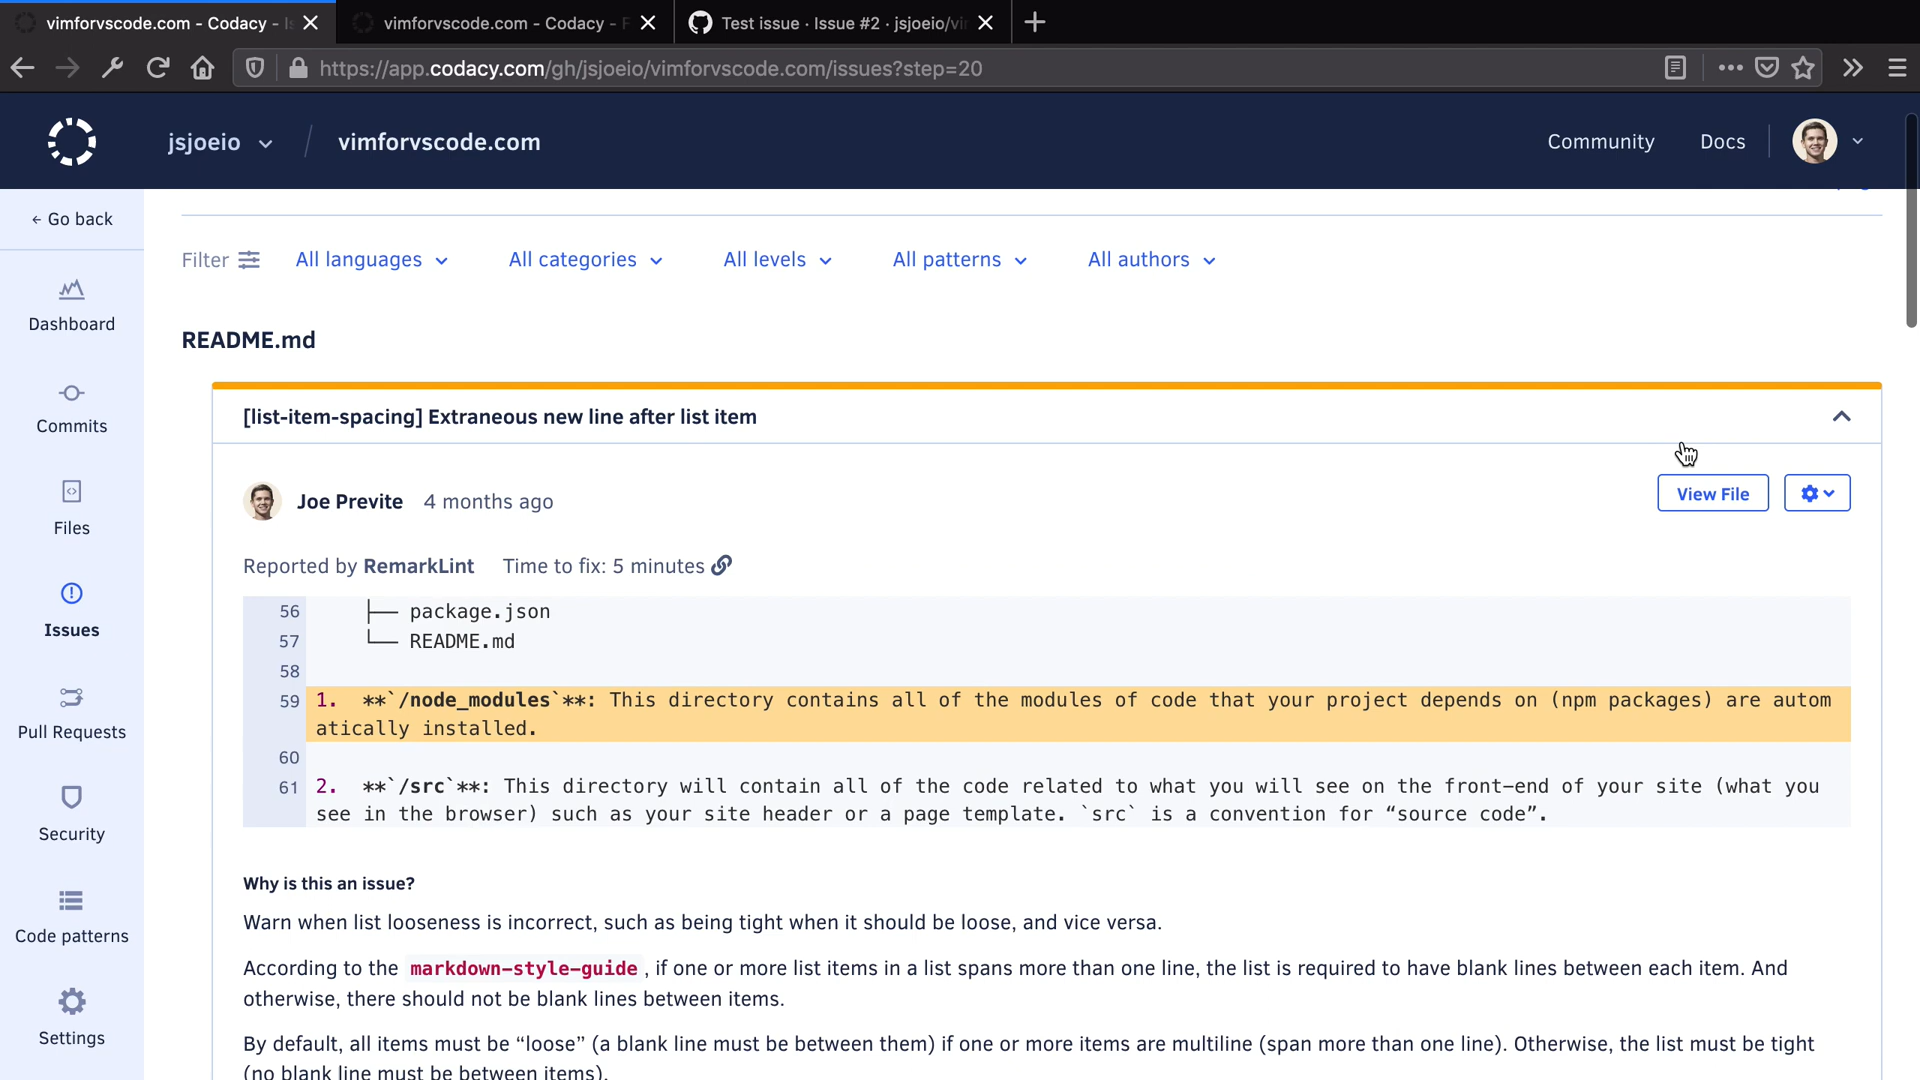 vimforvscode.com - Codacy - Is
vimforvscode.com - Codacy - F
Test issue · Issue #2 · jsjoeio/vi
https://app.codacy.com/gh/jsjoeio/vimforvscode.com/issues?step=20
jsjoeio / vimforvscode.com
Community
Docs
← Go back
Dashboard
Commits
Files
Issues
Pull Requests
Security
Code patterns
Settings
Filter
All languages
All categories
All levels
All patterns
All authors
README.md
[list-item-spacing] Extraneous new line after list item
Joe Previte 4 months ago
View File
Reported by RemarkLint Time to fix: 5 minutes
56 ├── package.json
57 └── README.md
58
59 1. **`/node_modules`**: This directory contains all of the modules of code that your project depends on (npm packages) are autom
atically installed.
60
61 2. **`/src`**: This directory will contain all of the code related to what you will see on the front-end of your site (what you
see in the browser) such as your site header or a page template. `src` is a convention for “source code”.
Why is this an issue?
Warn when list looseness is incorrect, such as being tight when it should be loose, and vice versa.
According to the markdown-style-guide , if one or more list items in a list spans more than one line, the list is required to have blank lines between each item. And
otherwise, there should not be blank lines between items.
By default, all items must be “loose” (a blank line must be between them) if one or more items are multiline (span more than one line). Otherwise, the list must be tight
(no blank line must be between items).